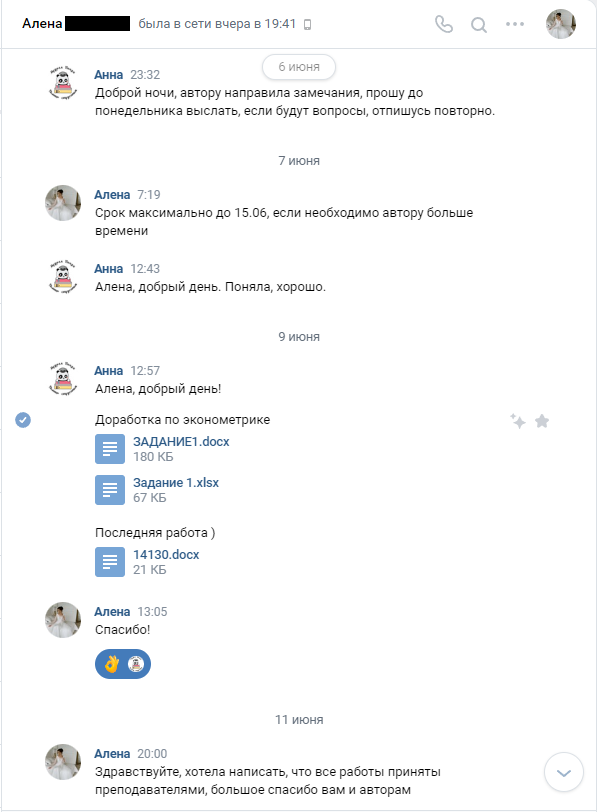 Алена
была в сети вчера в 19:41
6 июня
Анна 23:32
Доброй ночи, автору направила замечания, прошу до
понедельника выслать, если будут вопросы, отпишусь повторно.
7 июня
Алена 7:19
Срок максимально до 15.06, если необходимо автору больше
времени
Анна 12:43
Алена, добрый день. Поняла, хорошо.
9 июня
Анна 12:57
Алена, добрый день!
Доработка по эконометрике
ЗАДАНИЕ1.docx
180 КБ
Задание 1.xlsx
67 КБ
Последняя работа )
14130.docx
21 КБ
Алена 13:05
Спасибо!
11 июня
Алена 20:00
Здравствуйте, хотела написать, что все работы приняты
преподавателями, большое спасибо вам и авторам